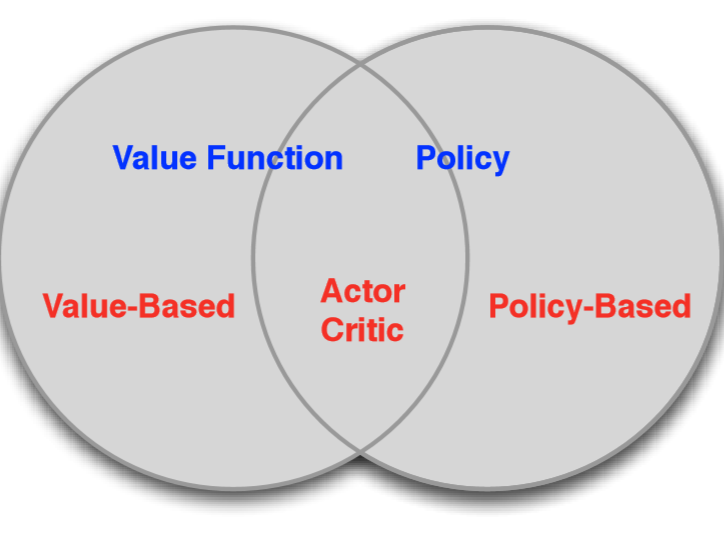 Value Function
Policy
Value-Based
Actor
Critic
Policy-Based